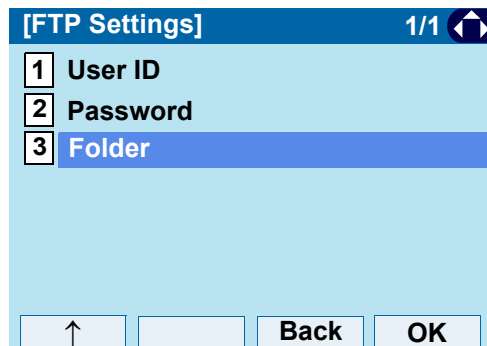 [FTP Settings] 1/1
1 User ID
2 Password
3 Folder
↑ Back OK